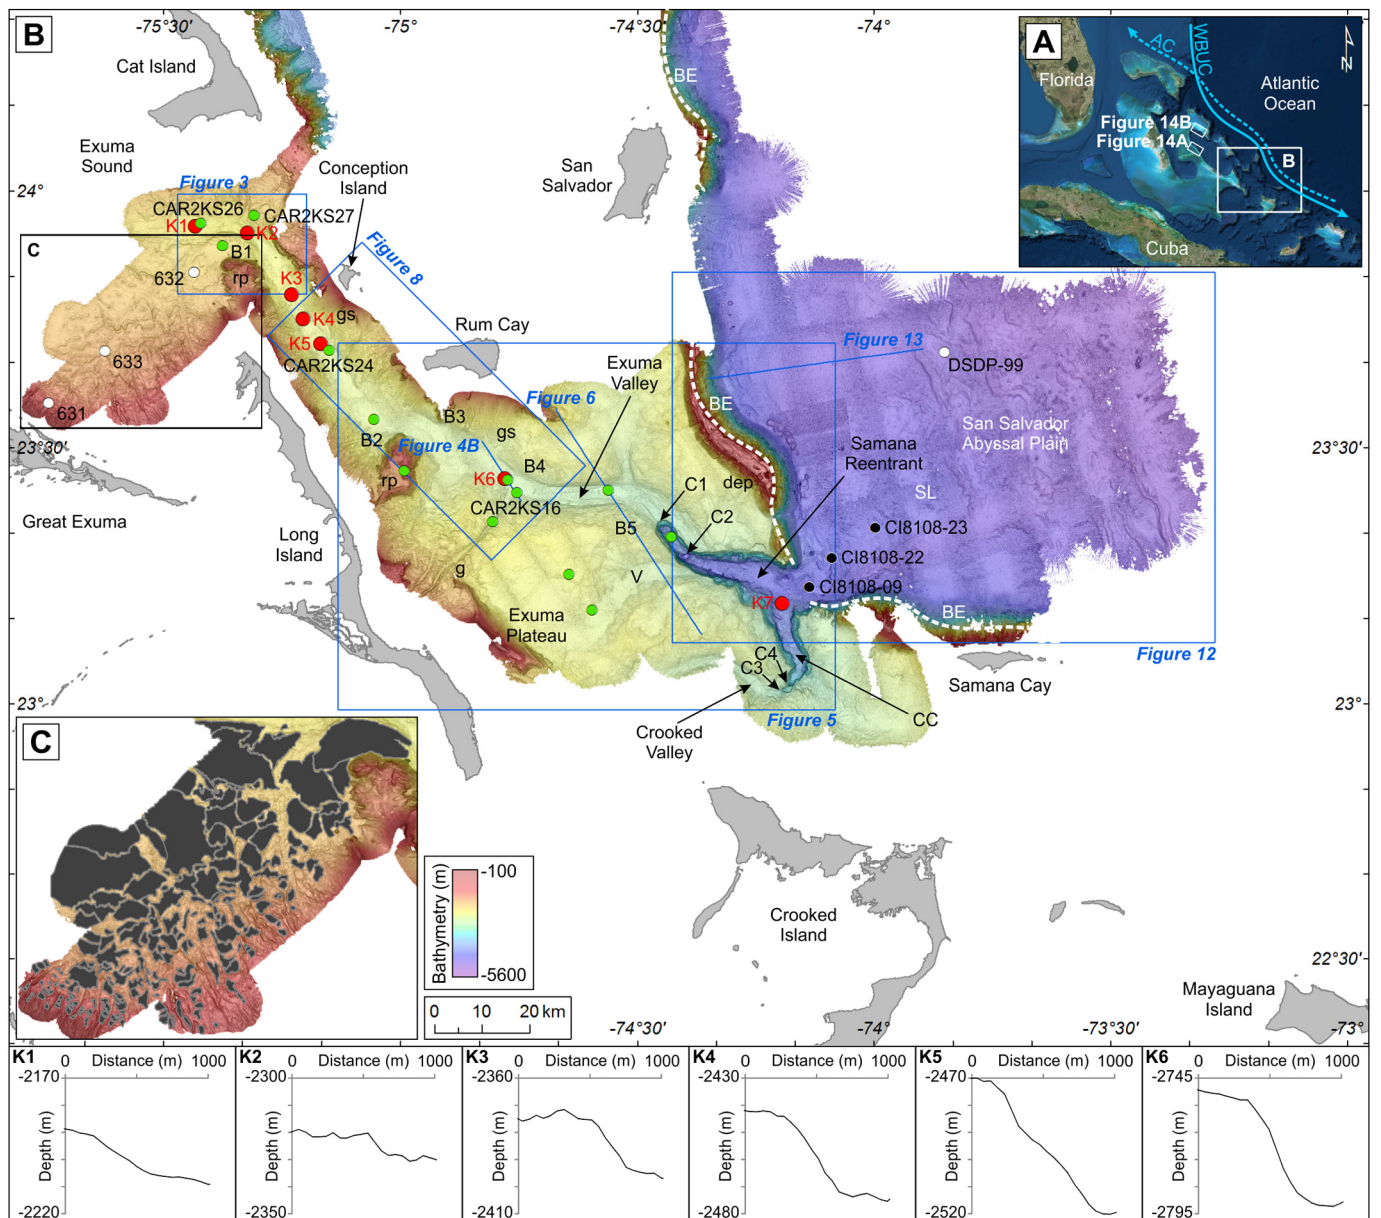 -75°30'
-75°
-74°30'
-74°
B
A
AC
WBUC
N
Florida
Atlantic
Ocean
Figure 14B
Figure 14A
B
Cuba
Cat Island
BE
Exuma
Sound
Conception
Island
San
Salvador
24°
Figure 3
CAR2KS26
CAR2KS27
K1
K2
C
B1
632
rp
Figure 8
K3
K4
gs
K5
CAR2KS24
633
631
Rum Cay
Exuma
Valley
Figure 13
DSDP-99
BE
Figure 6
B3
gs
B2
Figure 4B
23°30'
23°30'
San Salvador
Abyssal Plain
Samana
Reentrant
B4
K6
rp
dep
C1
SL
CAR2KS16
Great Exuma
Long
Island
B5
C2
CI8108-23
CI8108-22
g
V
CI8108-09
K7
BE
Exuma
Plateau
Figure 12
C4
C3
Samana Cay
23°
23°
Figure 5
CC
Crooked
Valley
C
Bathymetry (m)
-100
-5600
0 10 20 km
Crooked
Island
22°30'
Mayaguana
Island
-74°30'
-74°
-73°30'
-73°
K1 0 Distance (m) 1000
-2170
Depth (m)
-2220
K2 0 Distance (m) 1000
-2300
Depth (m)
-2350
K3 0 Distance (m) 1000
-2360
Depth (m)
-2410
K4 0 Distance (m) 1000
-2430
Depth (m)
-2480
K5 0 Distance (m) 1000
-2470
Depth (m)
-2520
K6 0 Distance (m) 1000
-2745
Depth (m)
-2795